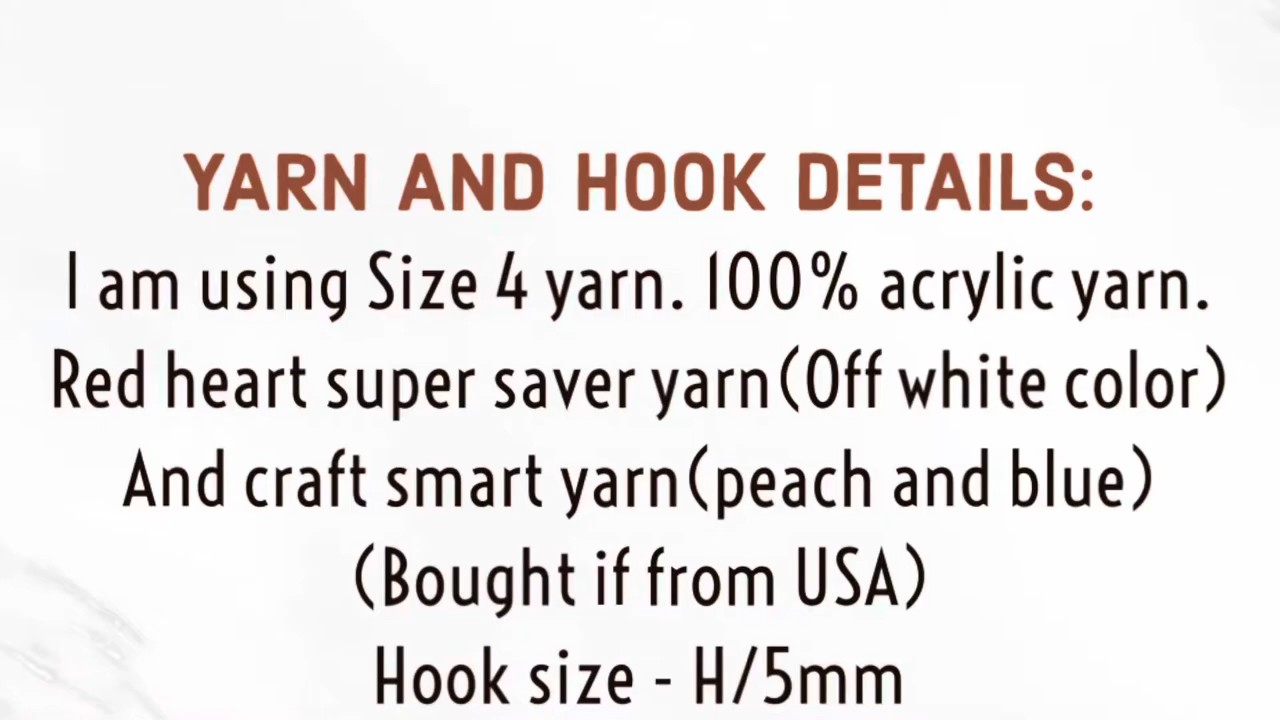 YARN AND HOOK DETAILS:
I am using Size 4 yarn. 100% acrylic yarn.
Red heart super saver yarn(Off white color)
And craft smart yarn(peach and blue)
(Bought if from USA)
Hook size - H/5mm